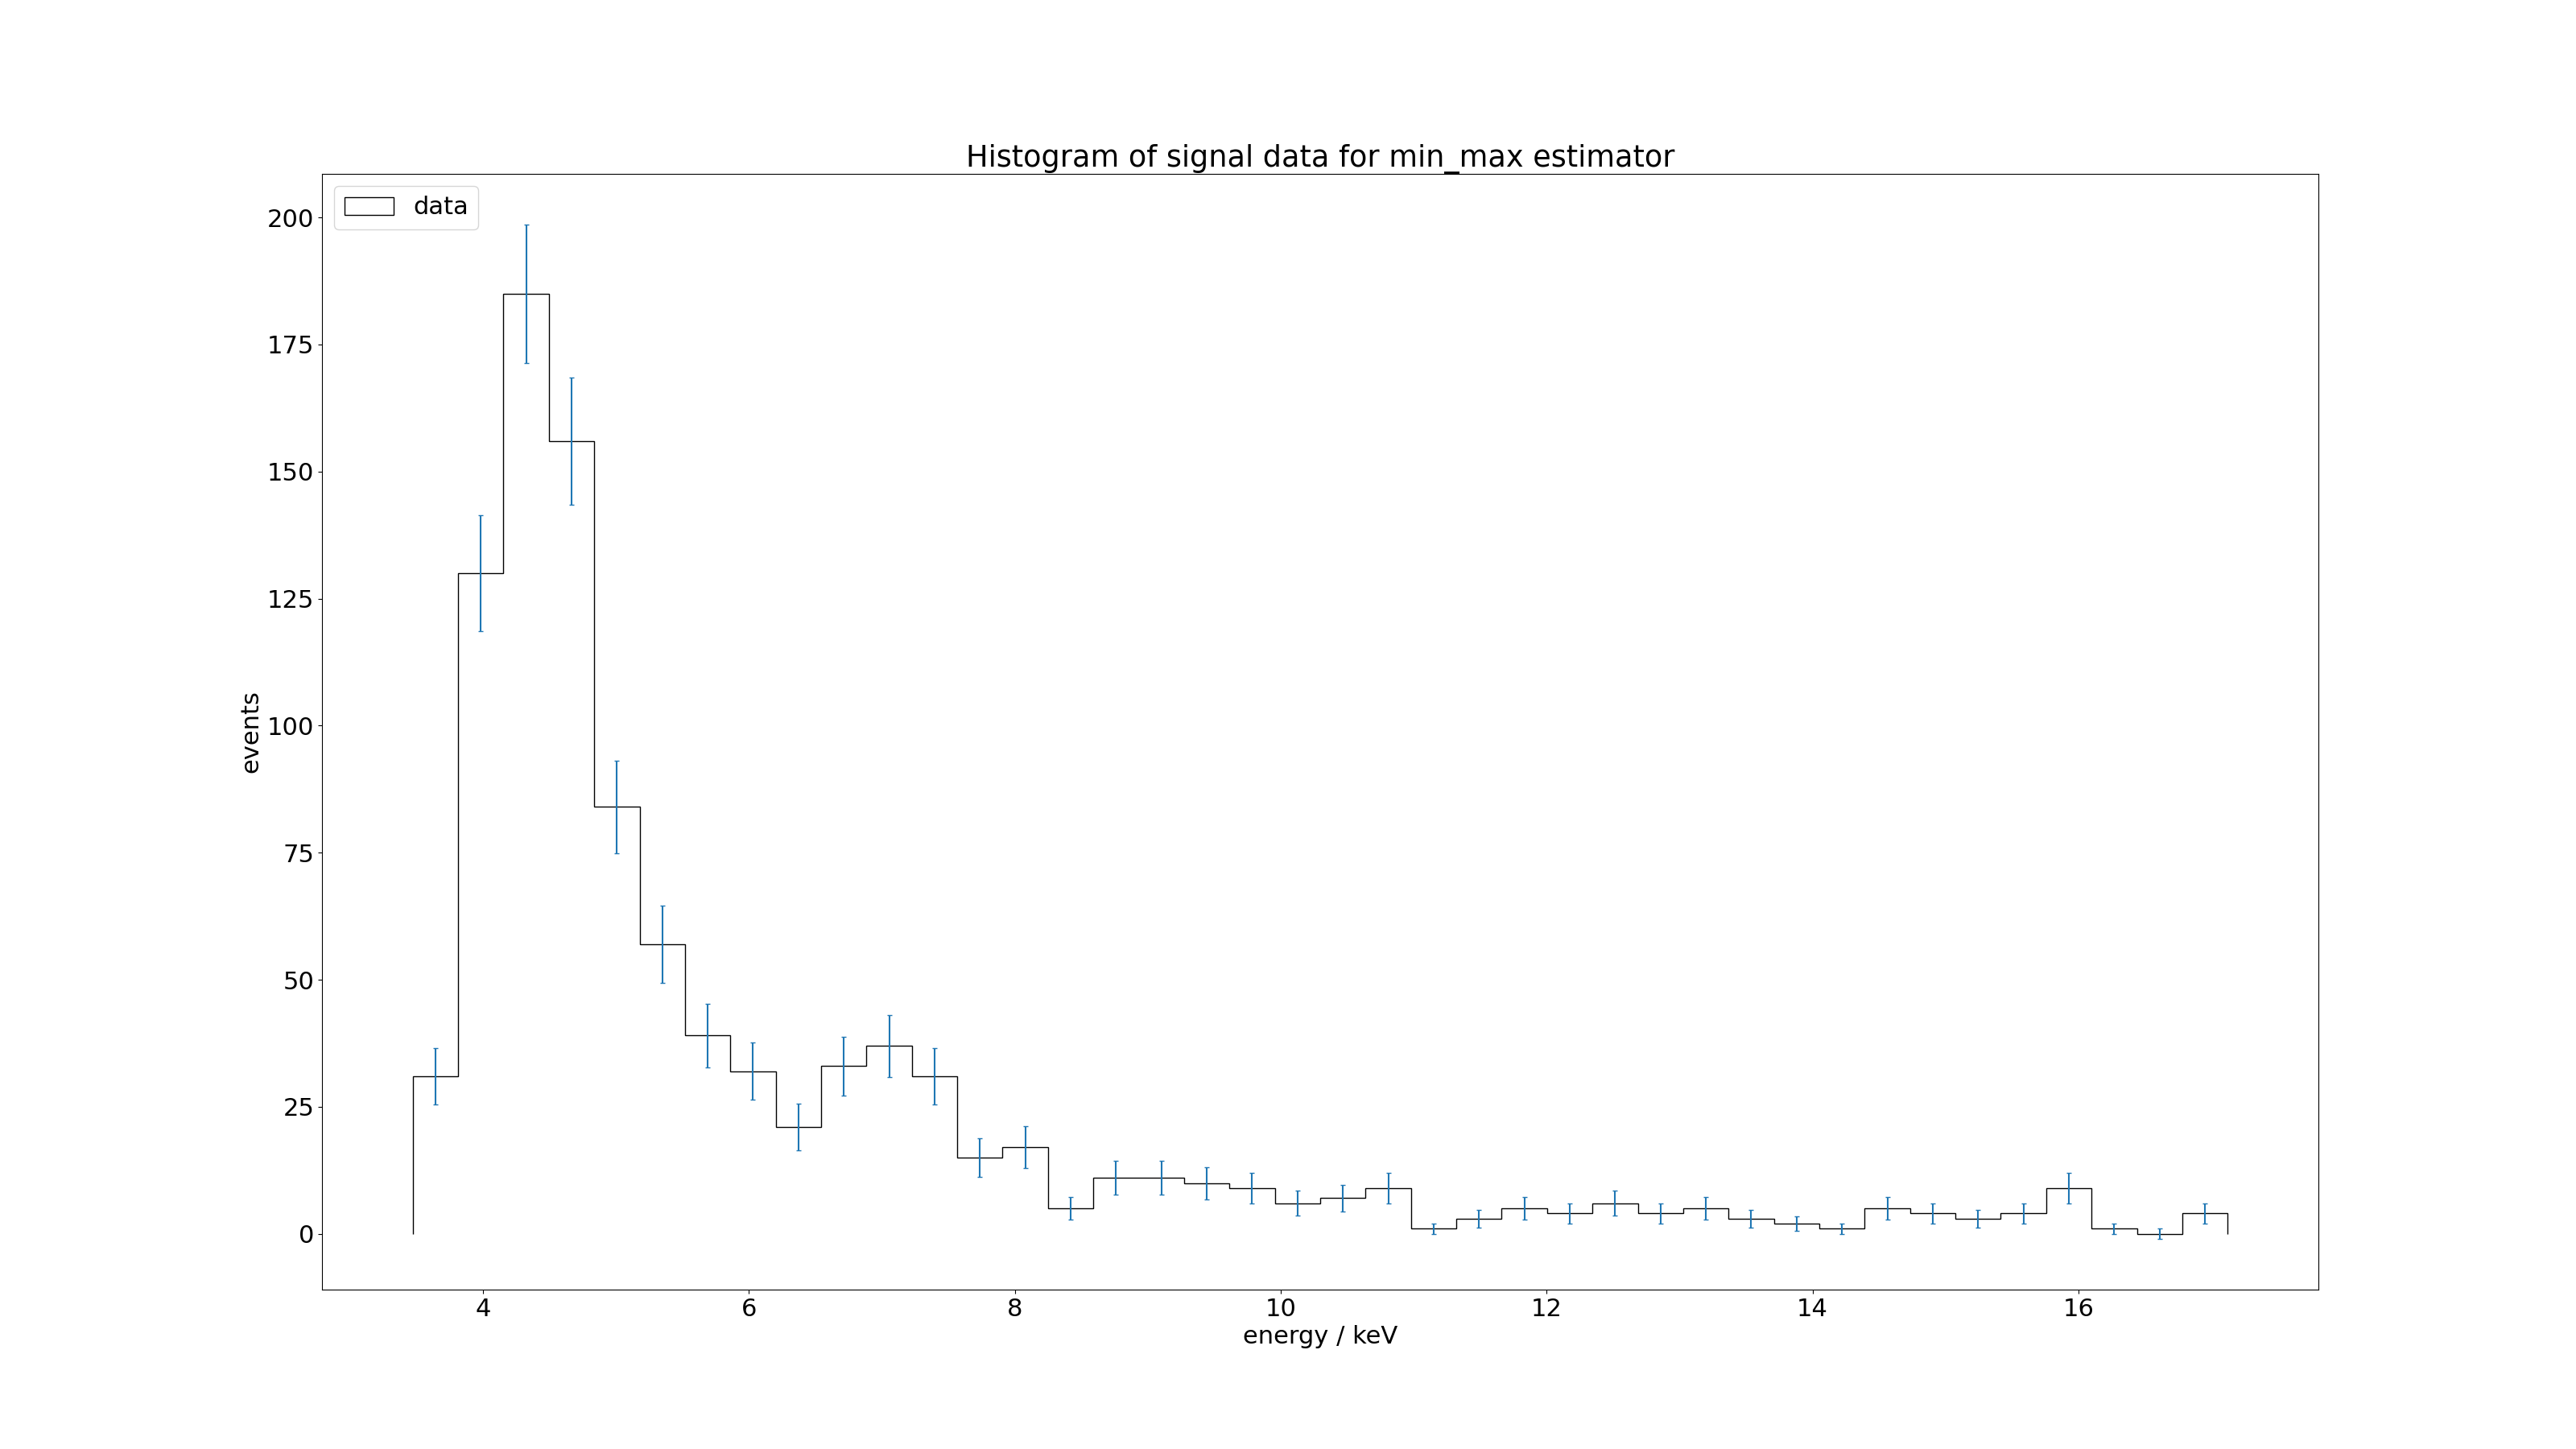 Histogram of signal data for min_max estimator
data
200
175
150
125
100
75
50
25
0
events
4 6 8 10 12 14 16
energy / keV